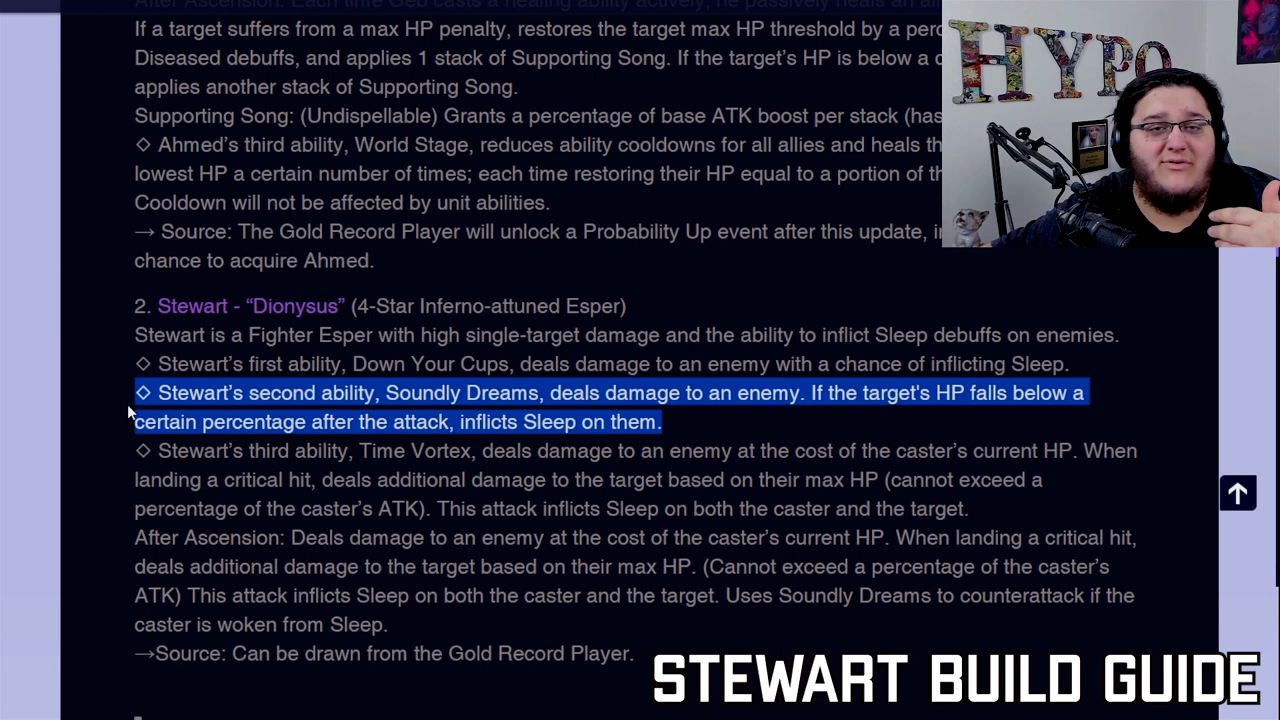 After Ascension: Each time Geb casts a healing ability actively, he passively heals an all
If a target suffers from a max HP penalty, restores the target max HP threshold by a perc
Diseased debuffs, and applies 1 stack of Supporting Song. If the target's HP is below a c
applies another stack of Supporting Song.
Supporting Song: (Undispellable) Grants a percentage of base ATK boost per stack (has
◇ Ahmed's third ability, World Stage, reduces ability cooldowns for all allies and heals th
lowest HP a certain number of times; each time restoring their HP equal to a portion of th
Cooldown will not be affected by unit abilities.
→ Source: The Gold Record Player will unlock a Probability Up event after this update, in
chance to acquire Ahmed.
HYPO
2. Stewart - “Dionysus” (4-Star Inferno-attuned Esper)
Stewart is a Fighter Esper with high single-target damage and the ability to inflict Sleep debuffs on enemies.
◇ Stewart's first ability, Down Your Cups, deals damage to an enemy with a chance of inflicting Sleep.
◇ Stewart's second ability, Soundly Dreams, deals damage to an enemy. If the target's HP falls below a
certain percentage after the attack, inflicts Sleep on them.
◇ Stewart's third ability, Time Vortex, deals damage to an enemy at the cost of the caster's current HP. When
landing a critical hit, deals additional damage to the target based on their max HP (cannot exceed a
percentage of the caster's ATK). This attack inflicts Sleep on both the caster and the target.
After Ascension: Deals damage to an enemy at the cost of the caster's current HP. When landing a critical hit,
deals additional damage to the target based on their max HP. (Cannot exceed a percentage of the caster's
ATK) This attack inflicts Sleep on both the caster and the target. Uses Soundly Dreams to counterattack if the
caster is woken from Sleep.
→Source: Can be drawn from the Gold Record Player.
STEWART BUILD GUIDE